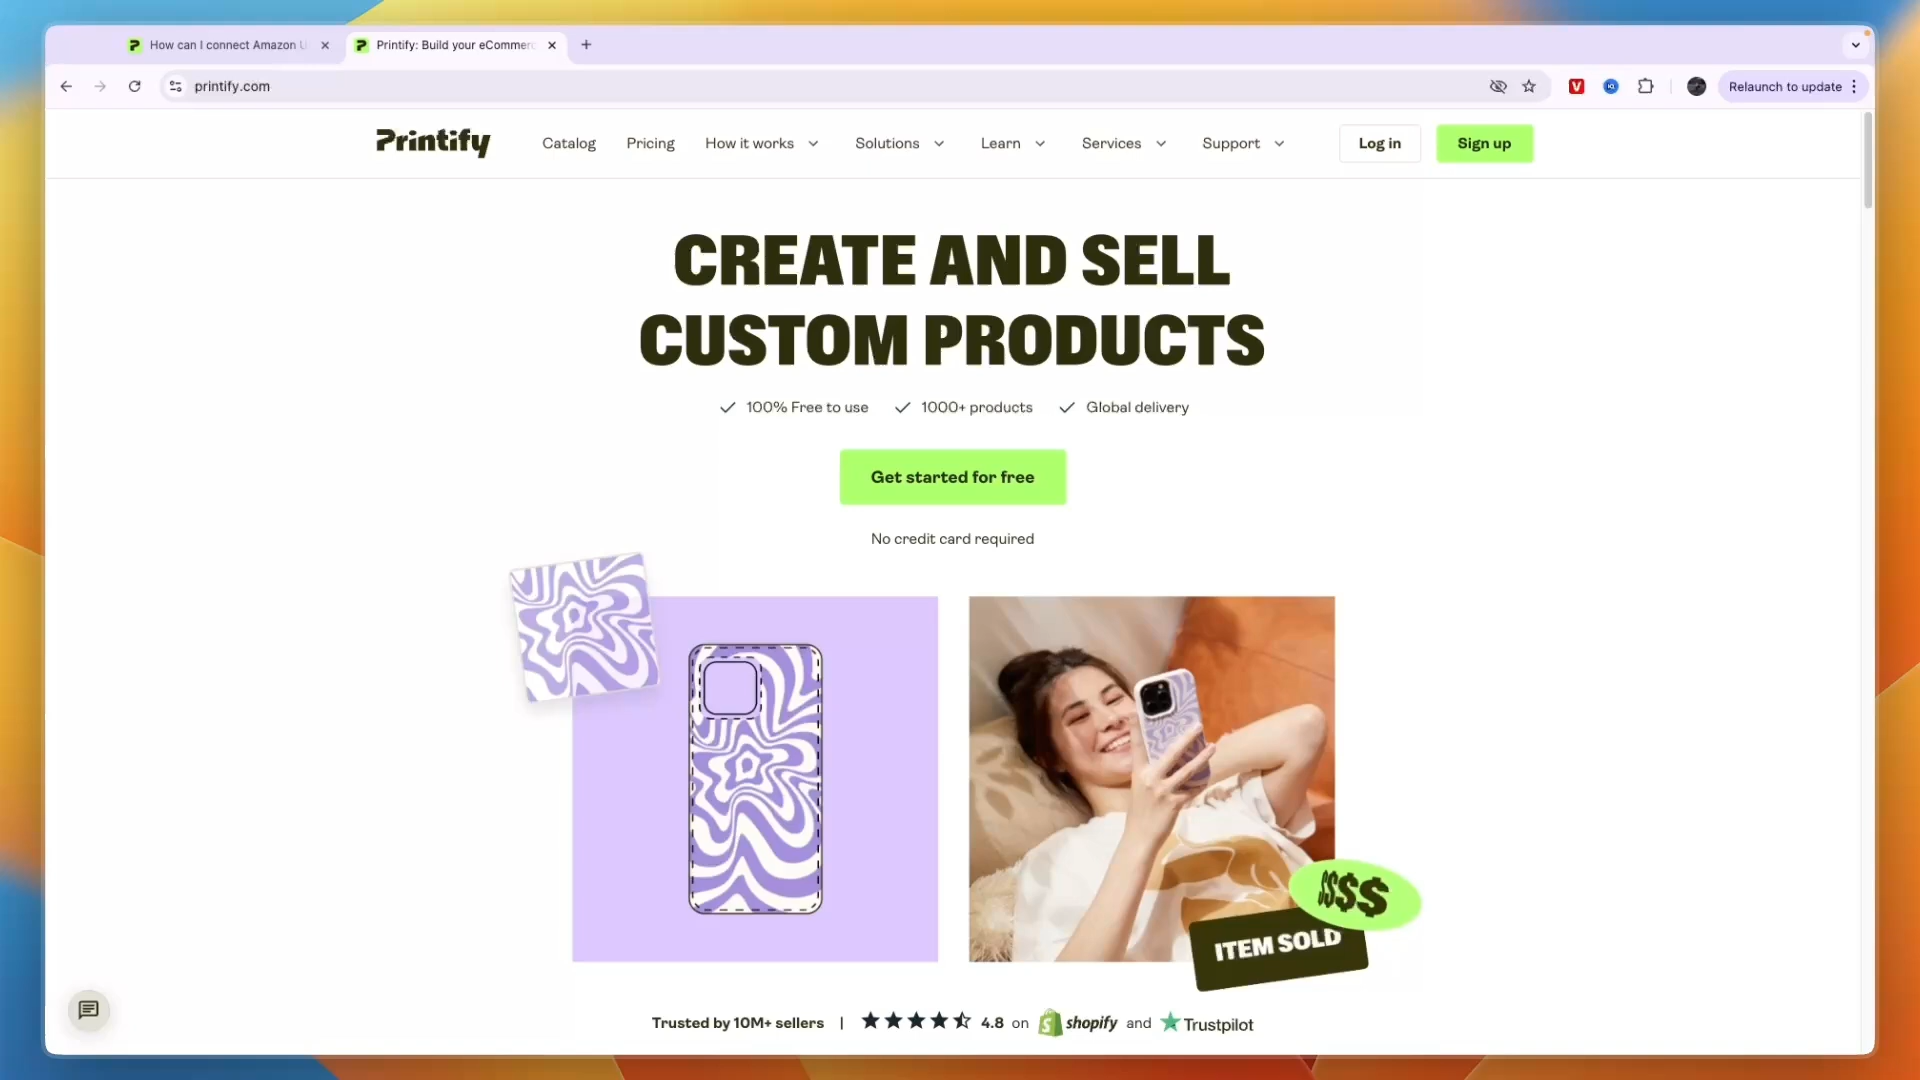 How can I connect Amazon U
Printify: Build your eCommerc
printify.com
Relaunch to update
Printify
Catalog
Pricing
How it works
Solutions
Learn
Services
Support
Log in
Sign up
CREATE AND SELL
CUSTOM PRODUCTS
100% Free to use
1000+ products
Global delivery
Get started for free
No credit card required
$$$$
ITEM SOLD
Trusted by 10M+ sellers | 4.8 on shopify and Trustpilot